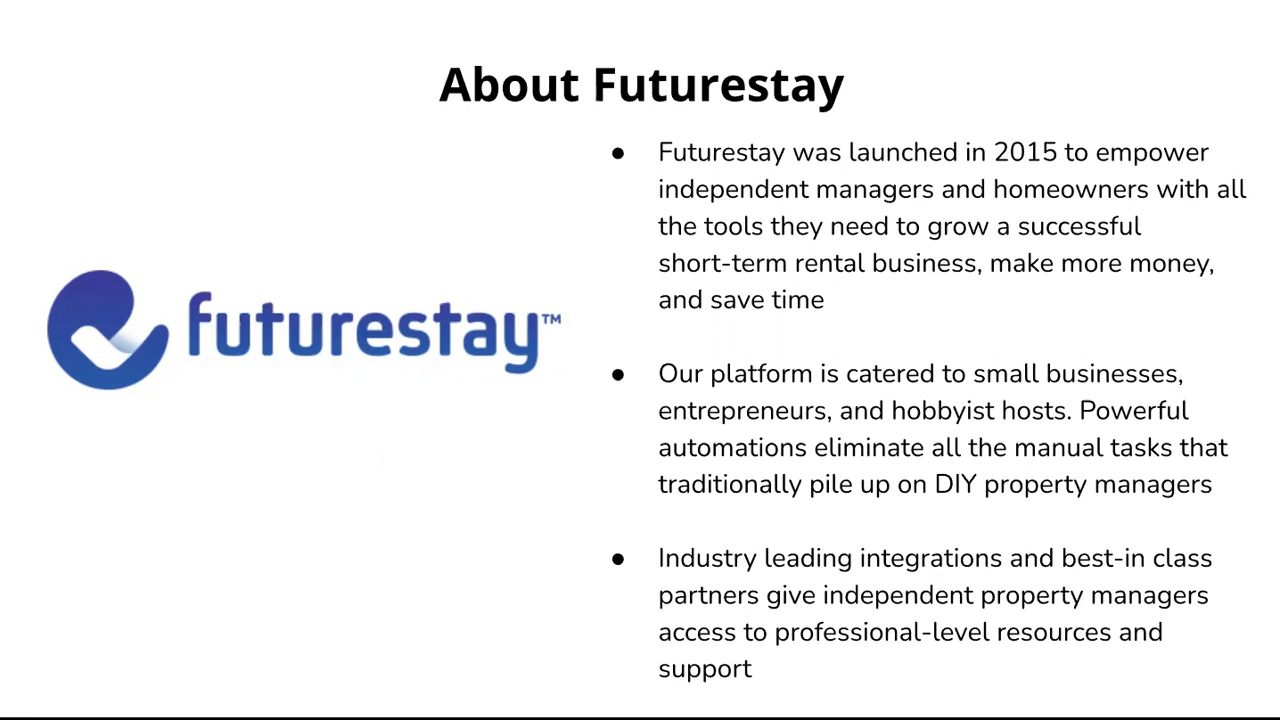 About Futurestay
futurestay™
● Futurestay was launched in 2015 to empower
independent managers and homeowners with all
the tools they need to grow a successful
short-term rental business, make more money,
and save time
● Our platform is catered to small businesses,
entrepreneurs, and hobbyist hosts. Powerful
automations eliminate all the manual tasks that
traditionally pile up on DIY property managers
● Industry leading integrations and best-in class
partners give independent property managers
access to professional-level resources and
support